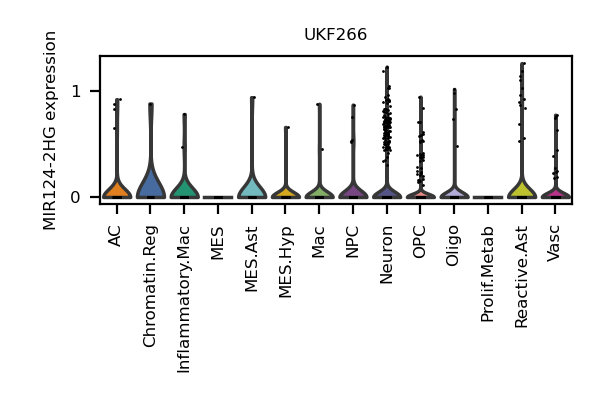 UKF266
MIR124-2HG expression
1
0
AC
Chromatin.Reg
Inflammatory.Mac
MES
MES.Ast
MES.Hyp
Mac
NPC
Neuron
OPC
Oligo
Prolif.Metab
Reactive.Ast
Vasc